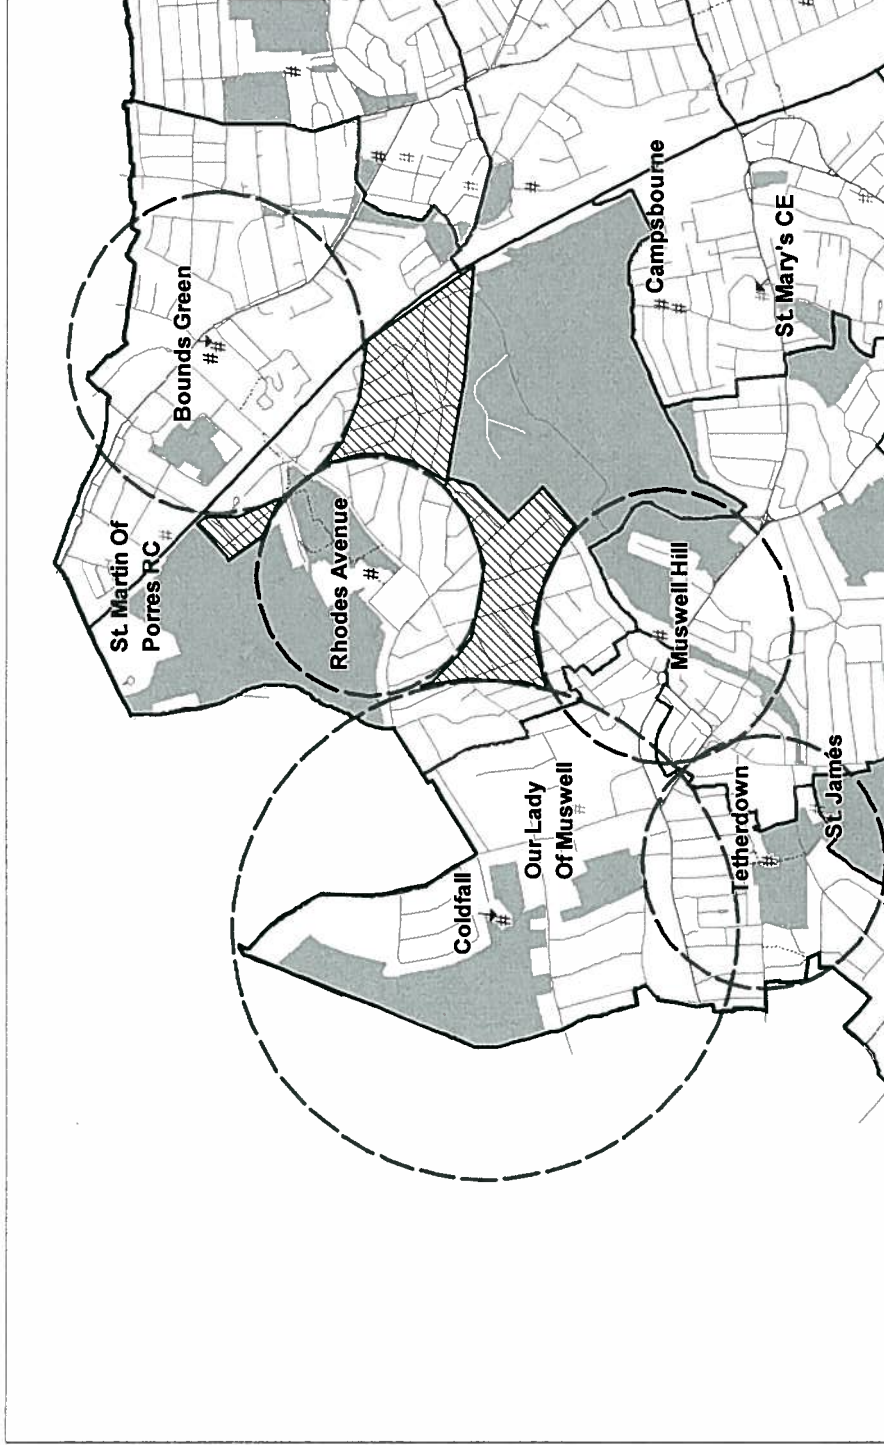 St. Martin Of
Porres RC
Bounds Green
Rhodes Avenue
Coldfall
Our Lady
Of Muswell
Muswell Hill
Campsbourne
St. Mary's CE
Tetherdown
St. James